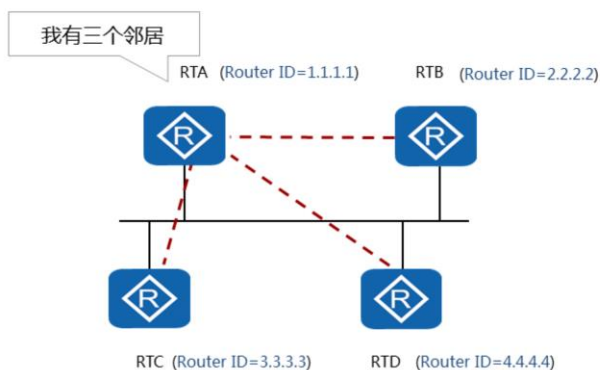 我有三个邻居
RTA (Router ID=1.1.1.1)
RTB (Router ID=2.2.2.2)
R
R
R
R
RTC (Router ID=3.3.3.3)
RTD (Router ID=4.4.4.4)